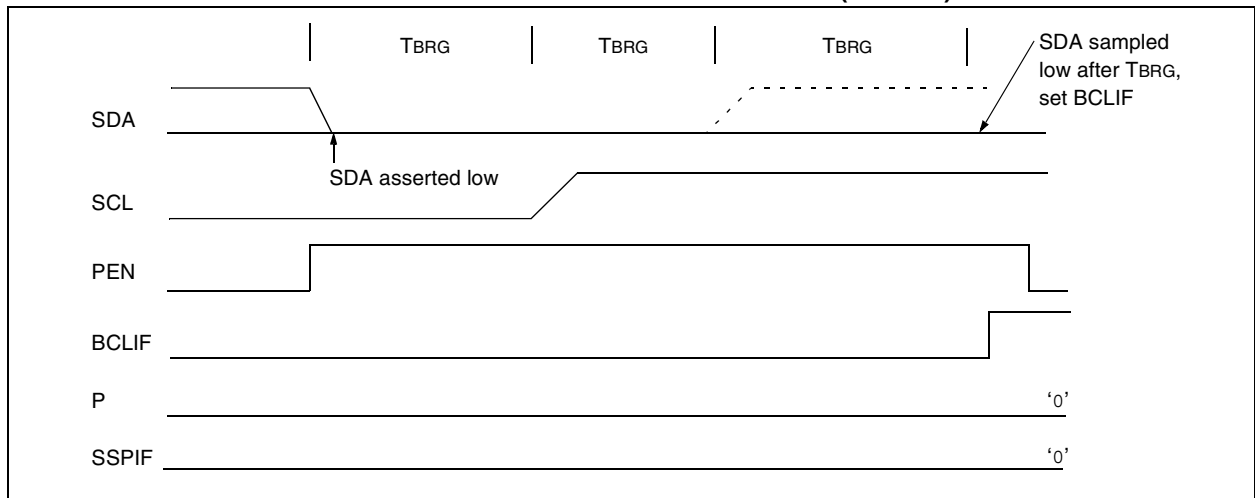 TBRG TBRG TBRG
SDA sampled
low after TBRG,
set BCLIF
SDA
SDA asserted low
SCL
PEN
BCLIF
P
‘0’
SSPIF
‘0’